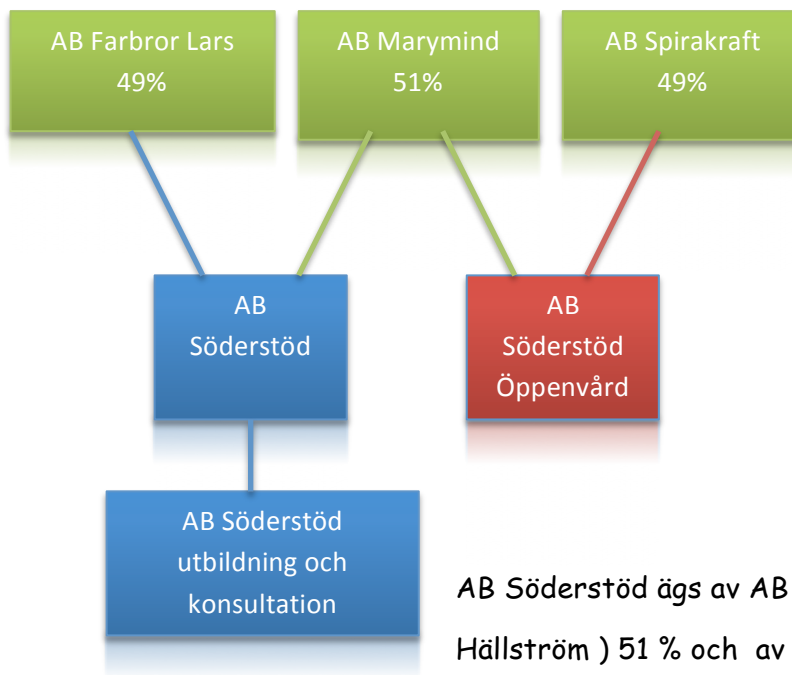 AB Farbror Lars
49%
AB Marymind
51%
AB Spirakraft
49%
AB
Söderstöd
AB
Söderstöd
Öppenvård
AB Söderstöd
utbildning och
konsultation
AB Söderstöd ägs av AB
Hällström ) 51 % och av